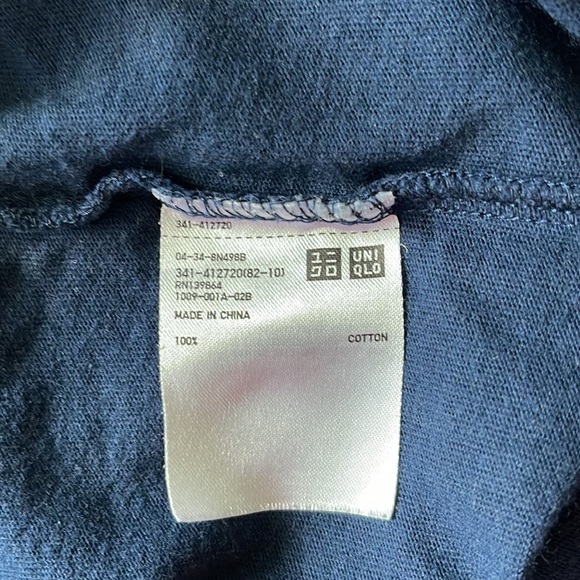 341-412720
04-34-8N498B
341-412720(82-10)
RN139864
1009-001A-02B
MADE IN CHINA
100% COTTON
ユニ
クロ
UNI
QLO